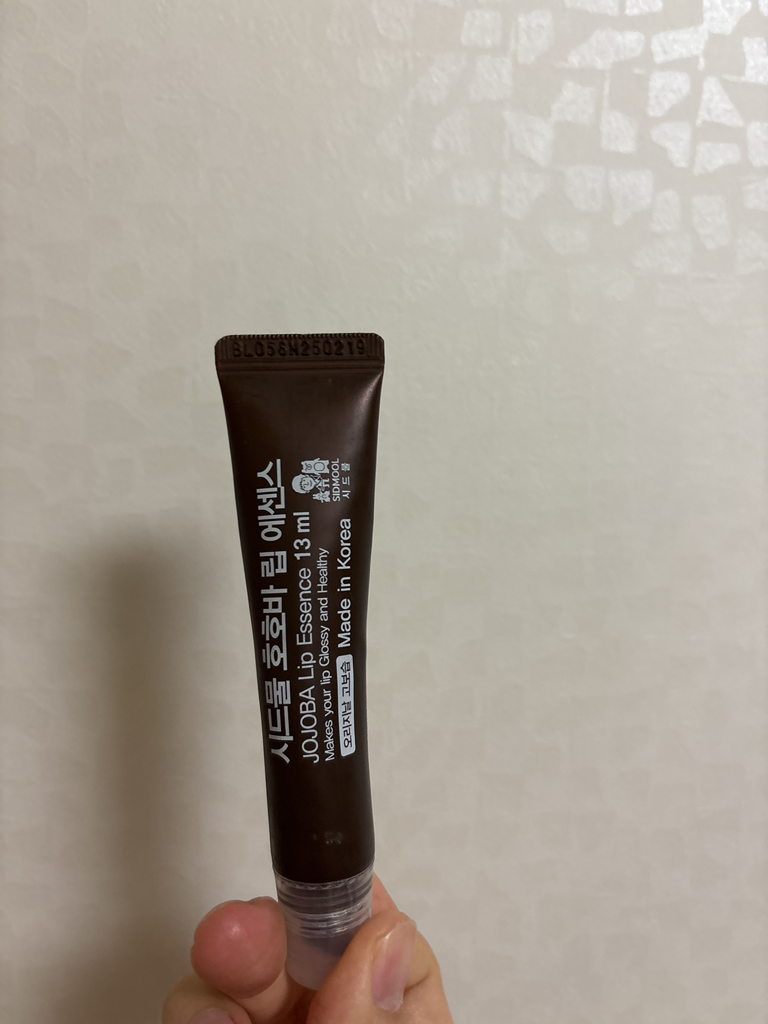 BL056M250219
시드물 호호바 립 에센스
JOJOBA Lip Essence 13 ml
Makes your lip Glossy and Healthy
오리지날 고보습 Made in Korea
SIDMOOL
시드물